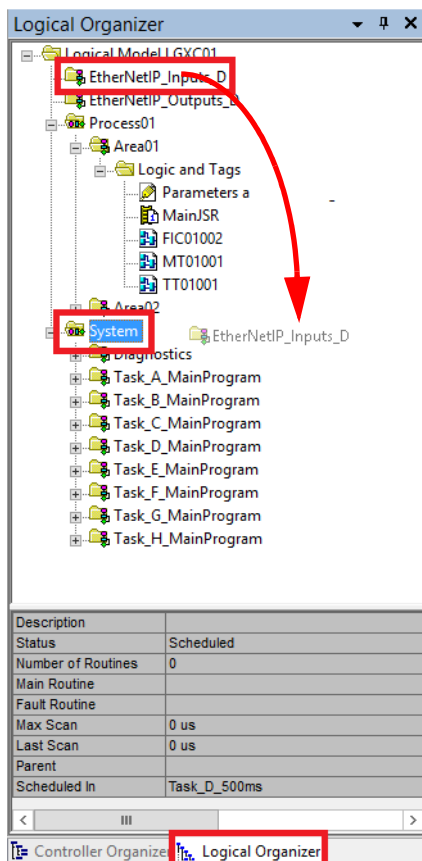 Logical Organizer
Logical Model LGXC01
EtherNetIP_Inputs_D
EtherNetIP_Outputs_D
Process01
Area01
Logic and Tags
Parameters a
MainJSR
FIC01002
MT01001
TT01001
Area02
System
EtherNetIP_Inputs_D
Diagnostics
Task_A_MainProgram
Task_B_MainProgram
Task_C_MainProgram
Task_D_MainProgram
Task_E_MainProgram
Task_F_MainProgram
Task_G_MainProgram
Task_H_MainProgram
Description
Status Scheduled
Number of Routines 0
Main Routine
Fault Routine
Max Scan 0 us
Last Scan 0 us
Parent
Scheduled In Task_D_500ms
Controller Organizer Logical Organizer